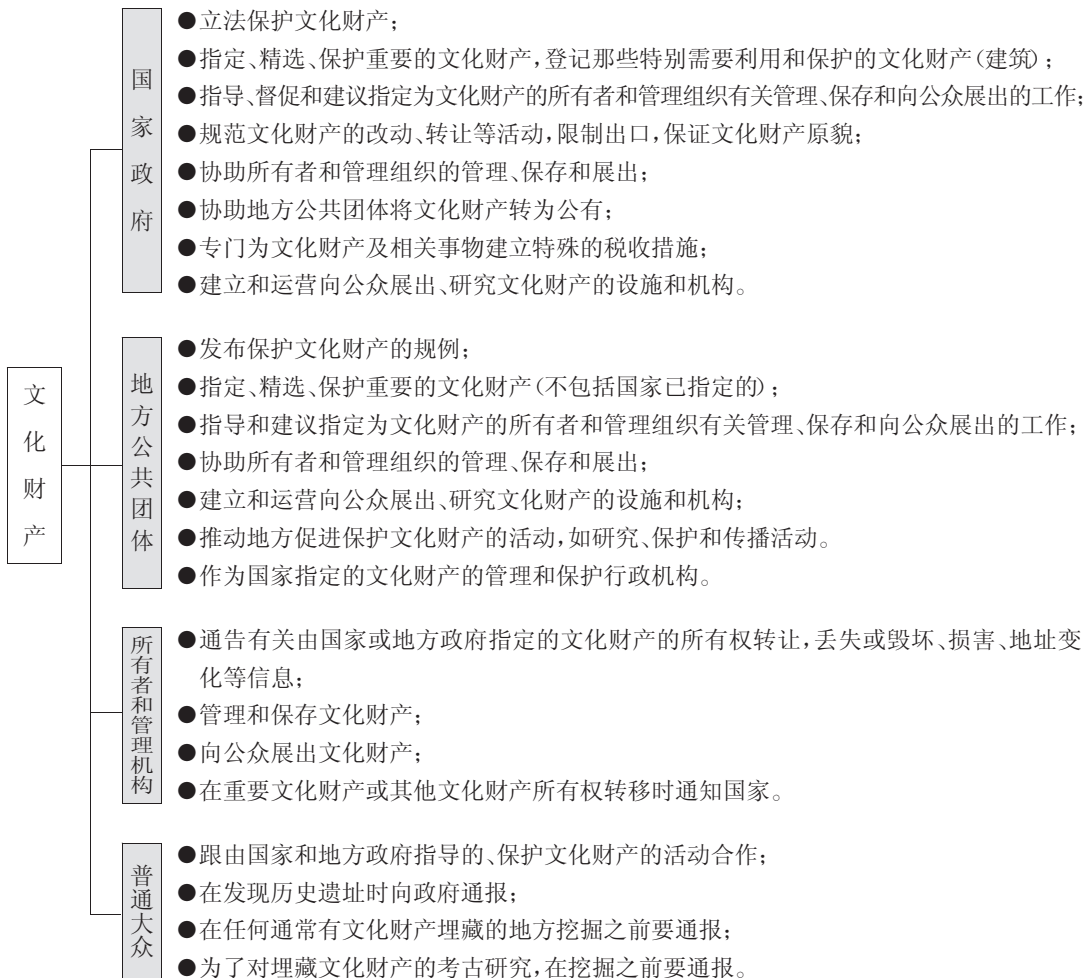 文化财产
国家政府
●立法保护文化财产；
●指定、精选、保护重要的文化财产，登记那些特别需要利用和保护的文化财产（建筑）；
●指导、督促和建议指定为文化财产的所有者和管理组织有关管理、保存和向公众展出的工作；
●规范文化财产的改动、转让等活动，限制出口，保证文化财产原貌；
●协助所有者和管理组织的管理、保存和展出；
●协助地方公共团体将文化财产转为公有；
●专门为文化财产及相关事物建立特殊的税收措施；
●建立和运营向公众展出、研究文化财产的设施和机构。
地方公共团体
●发布保护文化财产的规例；
●指定、精选、保护重要的文化财产（不包括国家已指定的）；
●指导和建议指定为文化财产的所有者和管理组织有关管理、保存和向公众展出的工作；
●协助所有者和管理组织的管理、保存和展出；
●建立和运营向公众展出、研究文化财产的设施和机构；
●推动地方促进保护文化财产的活动，如研究、保护和传播活动。
●作为国家指定的文化财产的管理和保护行政机构。
所有者和管理机构
●通告有关由国家或地方政府指定的文化财产的所有权转让，丢失或毁坏、损害、地址变
化等信息；
●管理和保存文化财产；
●向公众展出文化财产；
●在重要文化财产或其他文化财产所有权转移时通知国家。
普通大众
●跟由国家和地方政府指导的、保护文化财产的活动合作；
●在发现历史遗址时向政府通报；
●在任何通常有文化财产埋藏的地方挖掘之前要通报；
●为了对埋藏文化财产的考古研究，在挖掘之前要通报。